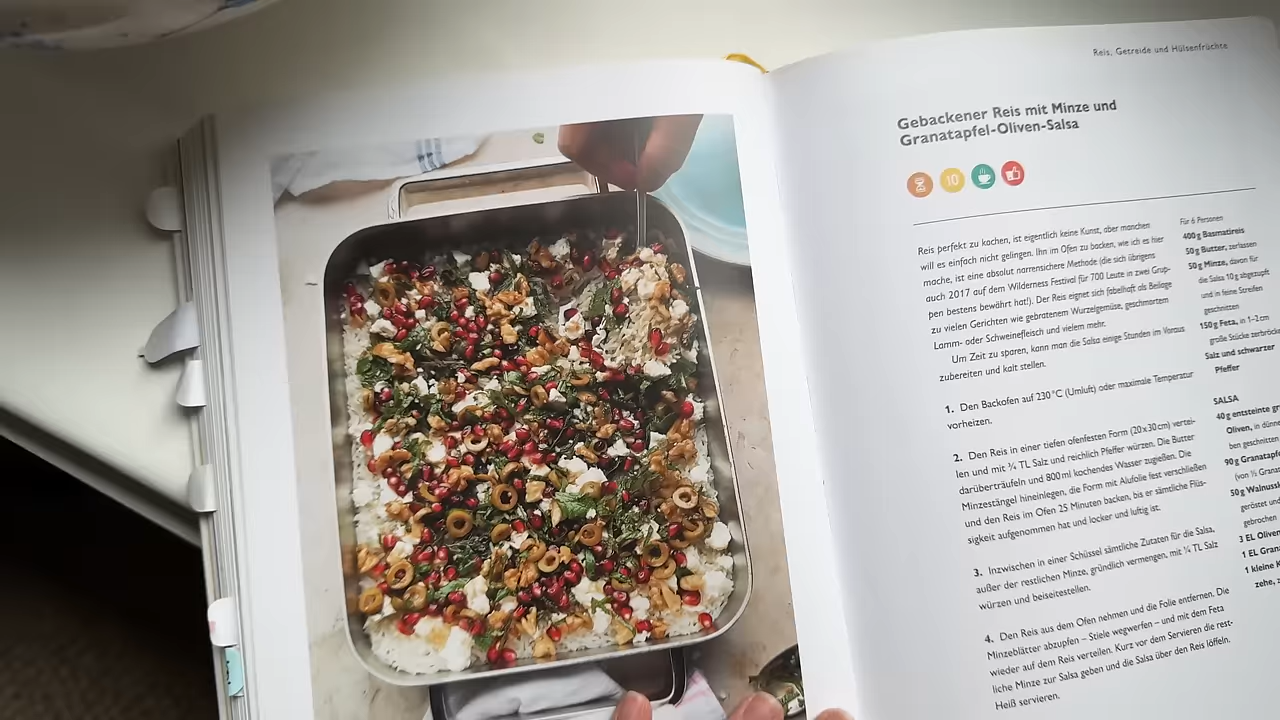 Reis, Getreide und Hülsenfrüchte
Gebackener Reis mit Minze und
Granatapfel-Oliven-Salsa
10
Reis perfekt zu kochen, ist eigentlich keine Kunst, aber manchen
will es einfach nicht gelingen. Ihn im Ofen zu backen, wie ich es hier
mache, ist eine absolut narrensichere Methode (die sich übrigens
auch 2017 auf dem Wilderness Festival für 700 Leute in zwei Grup-
pen bestens bewährt hat!). Der Reis eignet sich fabelhaft als Beilage
zu vielen Gerichten wie gebratenem Wurzelgemüse, geschmortem
Lamm- oder Schweinefleisch und vielem mehr.
Um Zeit zu sparen, kann man die Salsa einige Stunden im Voraus
zubereiten und kalt stellen.
1. Den Backofen auf 230 °C (Umluft) oder maximale Temperatur
vorheizen.
2. Den Reis in einer tiefen ofenfesten Form (20 x 30 cm) vertei-
len und mit ¾ TL Salz und reichlich Pfeffer würzen. Die Butter
darüberträufeln und 800 ml kochendes Wasser zugießen. Die
Minzestängel hineinlegen, die Form mit Alufolie fest verschließen
und den Reis im Ofen 25 Minuten backen, bis er sämtliche Flüs-
sigkeit aufgenommen hat und locker und luftig ist.
3. Inzwischen in einer Schüssel sämtliche Zutaten für die Salsa,
außer der restlichen Minze, gründlich vermengen, mit ¼ TL Salz
würzen und beiseitestellen.
4. Den Reis aus dem Ofen nehmen und die Folie entfernen. Die
Minzeblätter abzupfen – Stiele wegwerfen – und mit dem Feta
wieder auf dem Reis verteilen. Kurz vor dem Servieren die rest-
liche Minze zur Salsa geben und die Salsa über den Reis löffeln.
Heiß servieren.
Für 6 Personen
400 g Basmatireis
50 g Butter, zerlassen
50 g Minze, davon für
die Salsa 10 g abgezupft
und in feine Streifen
geschnitten
150 g Feta, in 1–2 cm
große Stücke
Salz und schwarzer
Pfeffer
SALSA
40 g entsteinte
Oliven, in
ben geschnitten
90 g
(von ½
50 g
geröstet und
gebrochen
3 EL
1 EL
1 kleine
zehe,